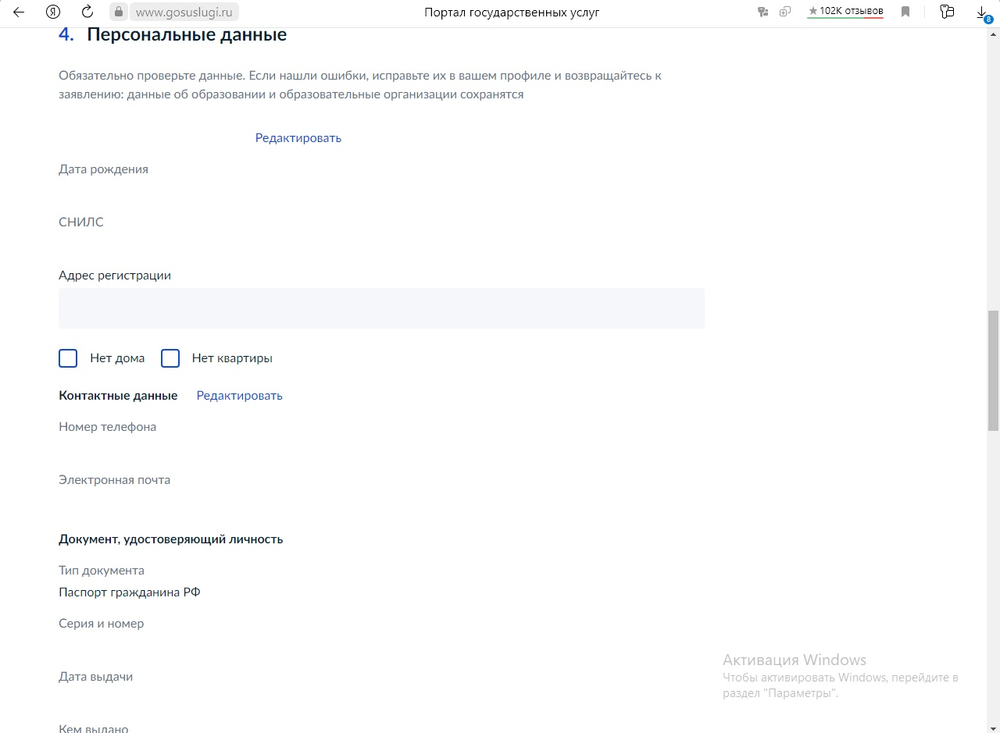 www.gosuslugi.ru
Портал государственных услуг
★ 102K отзывов
8
4. Персональные данные
Обязательно проверьте данные. Если нашли ошибки, исправьте их в вашем профиле и возвращайтесь к
заявлению: данные об образовании и образовательные организации сохранятся
Редактировать
Дата рождения
СНИЛС
Адрес регистрации
Нет дома
Нет квартиры
Контактные данные
Редактировать
Номер телефона
Электронная почта
Документ, удостоверяющий личность
Тип документа
Паспорт гражданина РФ
Серия и номер
Дата выдачи
Кем выдано
Активация Windows
Чтобы активировать Windows, перейдите в
раздел "Параметры".